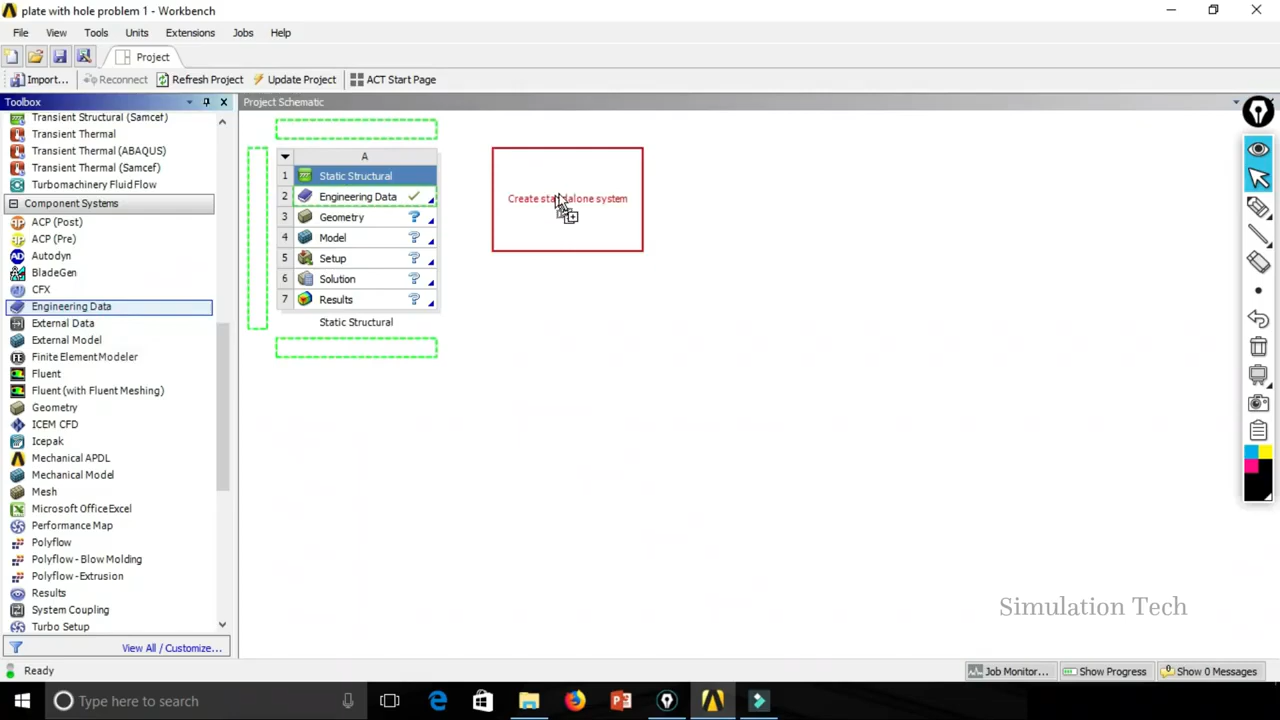 plate with hole problem 1 - Workbench
File View Tools Units Extensions Jobs Help
Project
Import... Reconnect Refresh Project Update Project ACT Start Page
Toolbox
Transient Structural (Samcef)
Transient Thermal
Transient Thermal (ABAQUS)
Transient Thermal (Samcef)
Turbomachinery Fluid Flow
Component Systems
ACP (Post)
ACP (Pre)
Autodyn
BladeGen
CFX
Engineering Data
External Data
External Model
Finite Element Modeler
Fluent
Fluent (with Fluent Meshing)
Geometry
ICEM CFD
Icepak
Mechanical APDL
Mechanical Model
Mesh
Microsoft Office Excel
Performance Map
Polyflow
Polyflow - Blow Molding
Polyflow - Extrusion
Results
System Coupling
Turbo Setup
View All / Customize...
Project Schematic
A
1 Static Structural
2 Engineering Data
3 Geometry ?
4 Model ?
5 Setup ?
6 Solution ?
7 Results ?
Static Structural
Create standalone system
Simulation Tech
Ready
Job Monitor... Show Progress Show 0 Messages
Type here to search